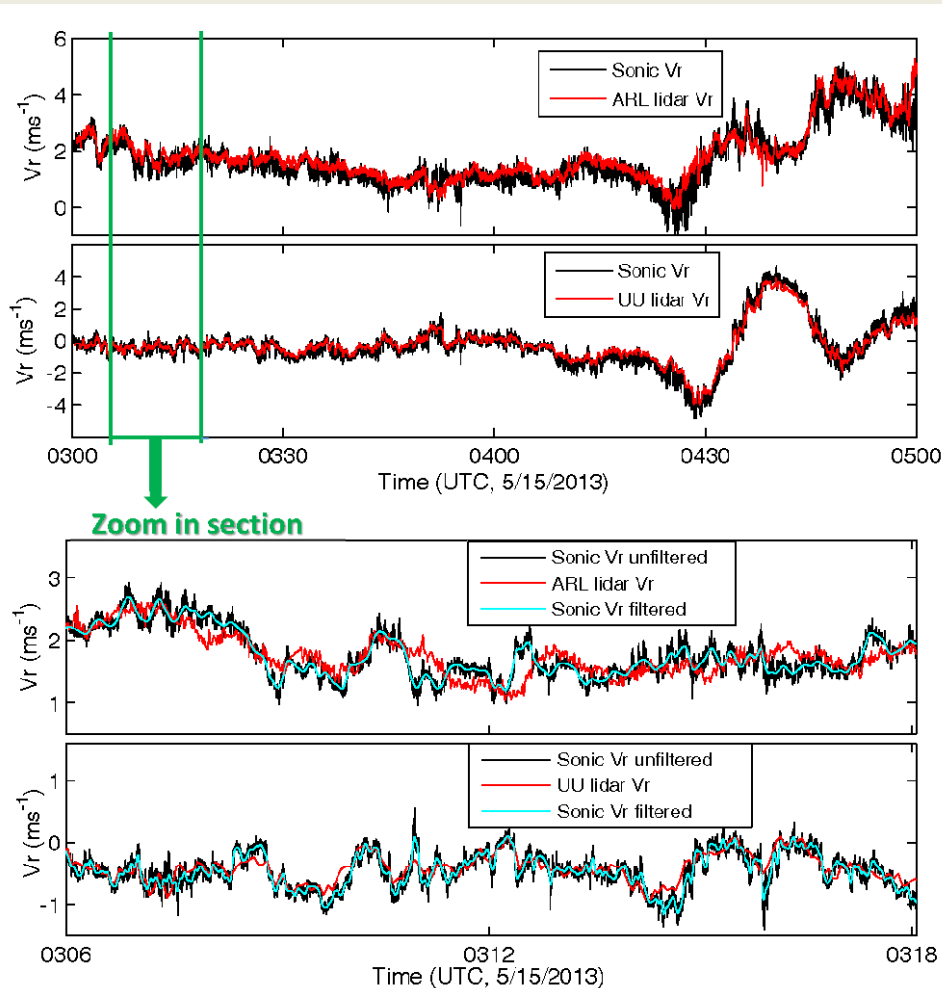 6
4
2
0
Vr (ms-1)
Sonic Vr
ARL lidar Vr
4
2
0
-2
-4
Vr (ms-1)
Sonic Vr
UU lidar Vr
0300
0330
0400
0430
0500
Time (UTC, 5/15/2013)
Zoom in section
3
2
1
Vr (ms-1)
Sonic Vr unfiltered
ARL lidar Vr
Sonic Vr filtered
1
0
-1
Vr (ms-1)
Sonic Vr unfiltered
UU lidar Vr
Sonic Vr filtered
0306
0312
0318
Time (UTC, 5/15/2013)